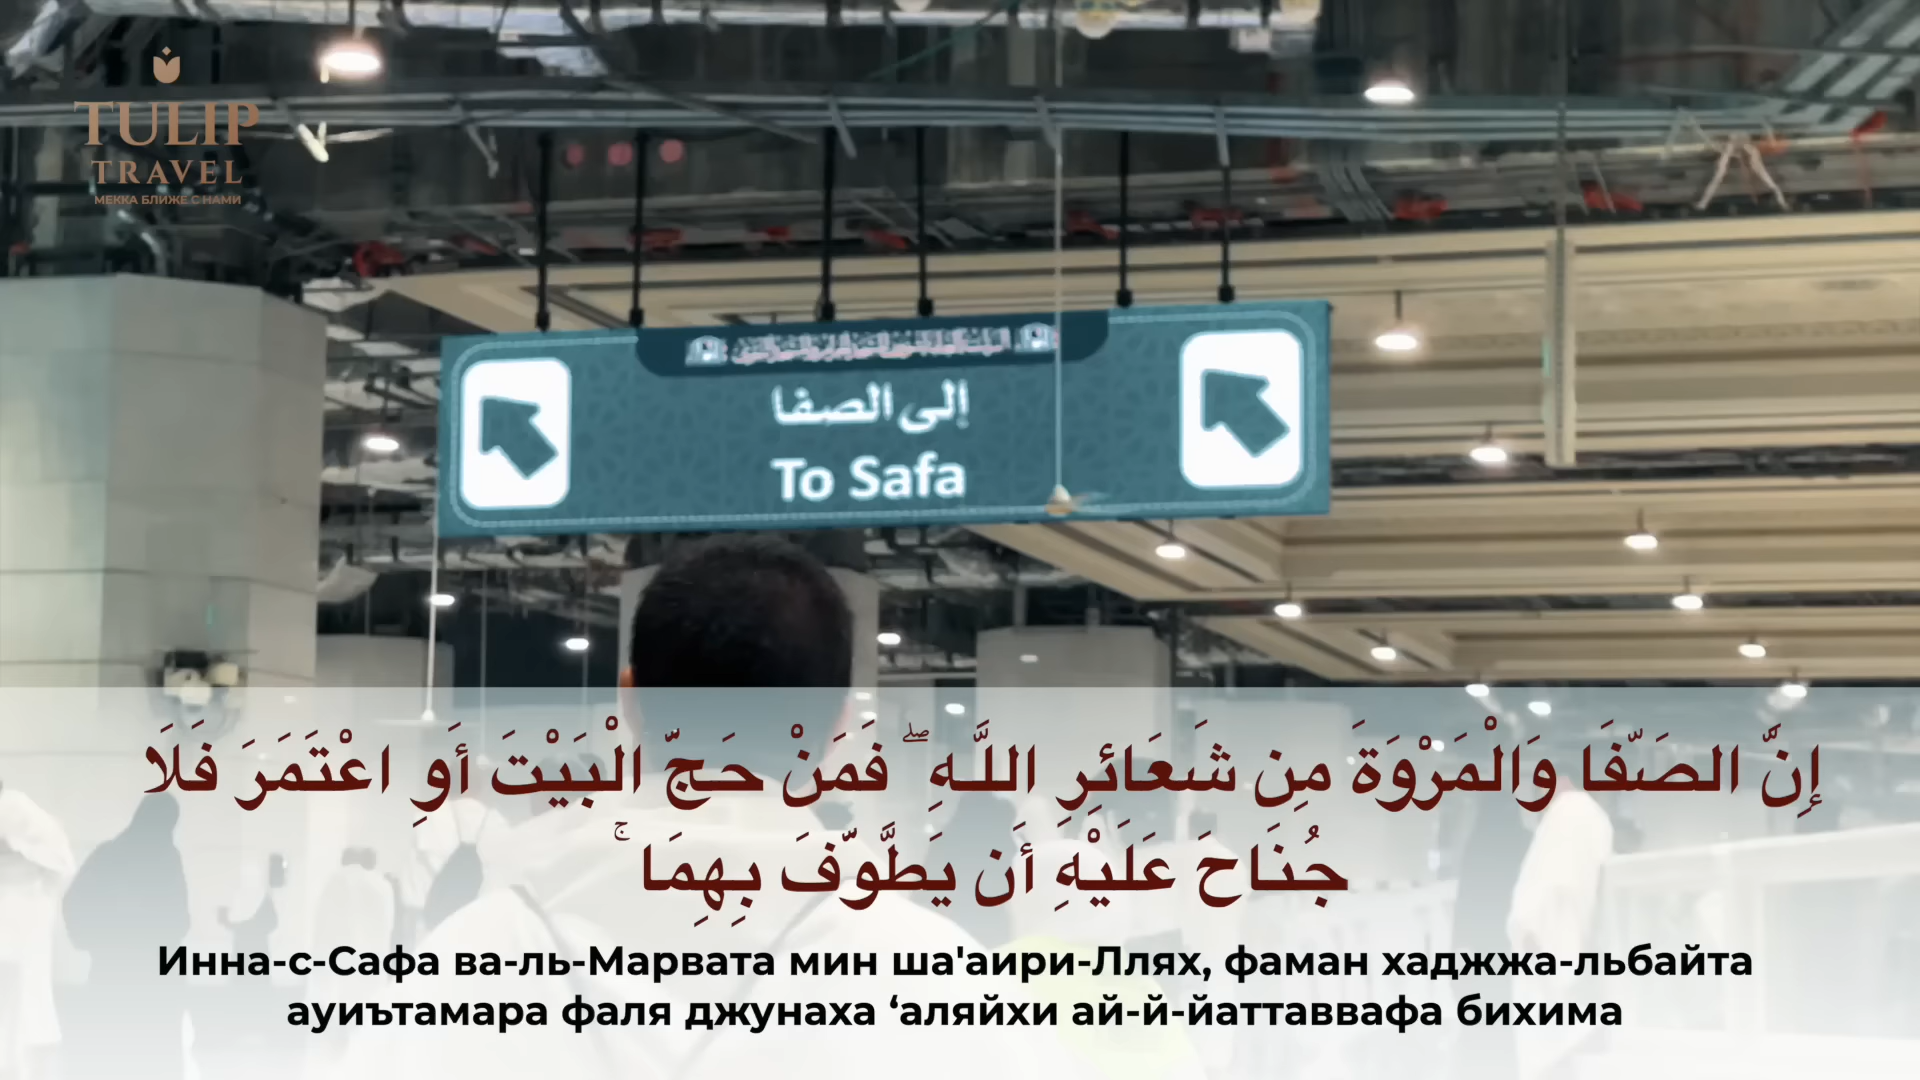 TULIP
TRAVEL
МЕККА БЛИЖЕ С НАМИ
إلى الصفا
To Safa
إِنَّ الصَّفَا وَالْمَرْوَةَ مِن شَعَائِرِ اللَّـهِ ۖ فَمَنْ حَجَّ الْبَيْتَ أَوِ اعْتَمَرَ فَلَا
جُنَاحَ عَلَيْهِ أَن يَطَّوَّفَ بِهِمَا ۚ
Инна-с-Сафа ва-ль-Марвата мин ша'аири-Ллях, фаман хаджжа-льбайта
ауиътамара фаля джунаха ‘аляйхи ай-й-йаттаввафа бихима